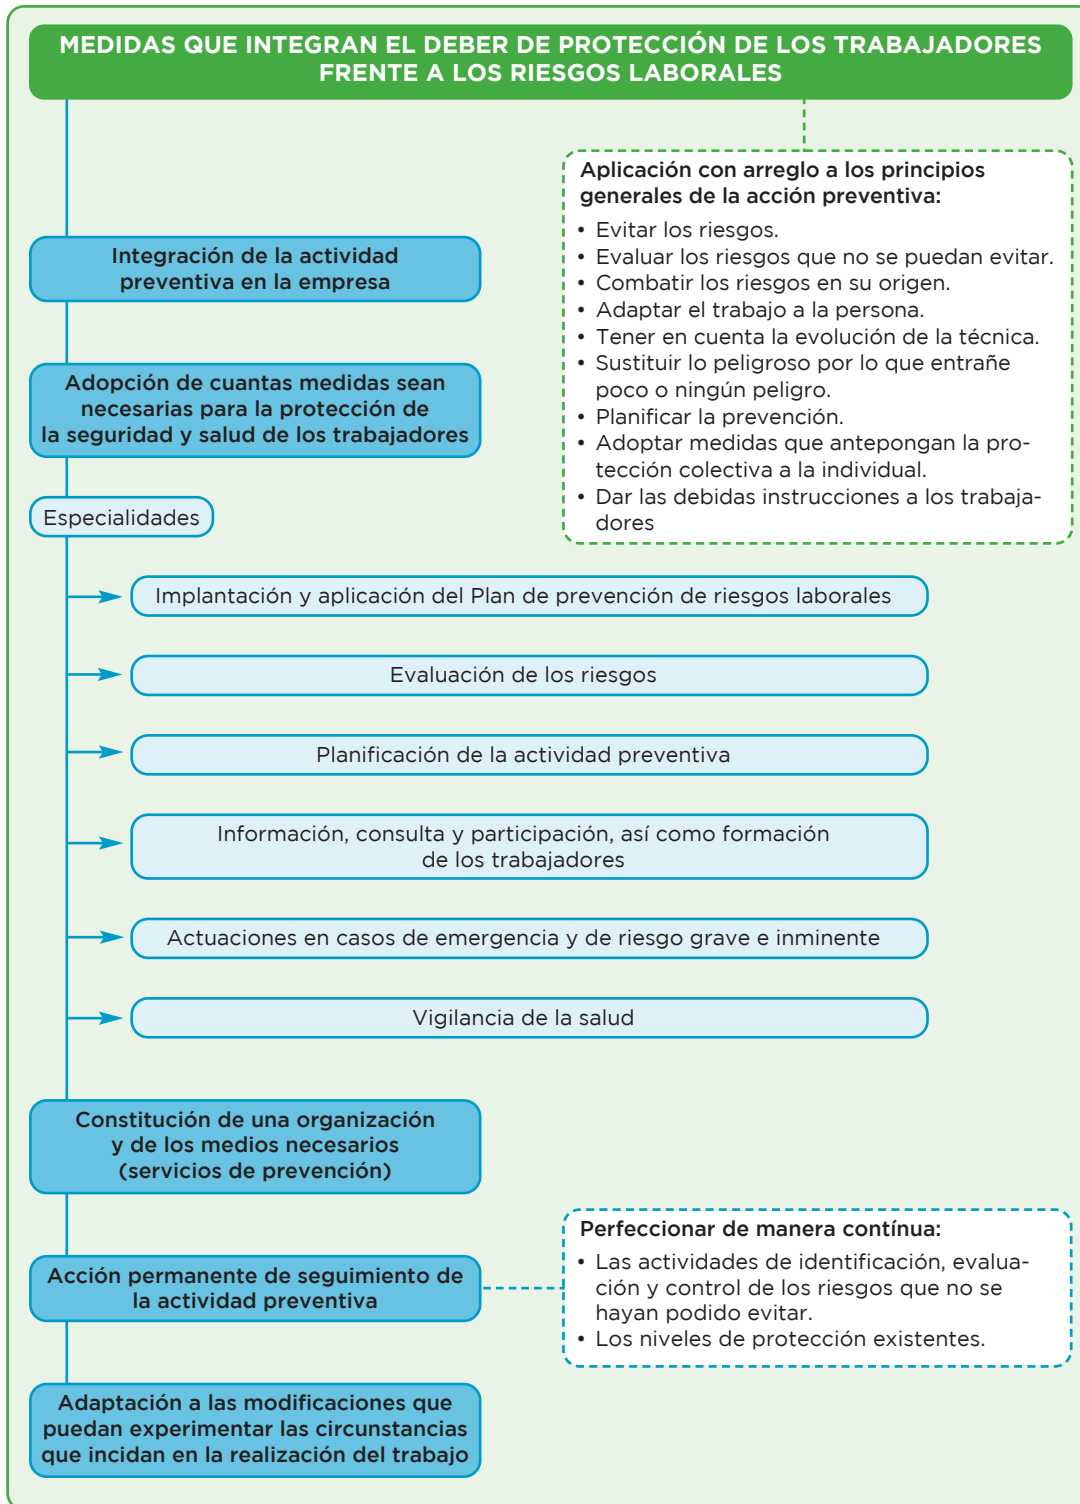 MEDIDAS QUE INTEGRAN EL DEBER DE PROTECCIÓN DE LOS TRABAJADORES
FRENTE A LOS RIESGOS LABORALES
Aplicación con arreglo a los principios
generales de la acción preventiva:
• Evitar los riesgos.
• Evaluar los riesgos que no se puedan evitar.
• Combatir los riesgos en su origen.
• Adaptar el trabajo a la persona.
• Tener en cuenta la evolución de la técnica.
• Sustituir lo peligroso por lo que entrañe
poco o ningún peligro.
• Planificar la prevención.
• Adoptar medidas que antepongan la pro-
tección colectiva a la individual.
• Dar las debidas instrucciones a los trabaja-
dores
Integración de la actividad
preventiva en la empresa
Adopción de cuantas medidas sean
necesarias para la protección de
la seguridad y salud de los trabajadores
Especialidades
Implantación y aplicación del Plan de prevención de riesgos laborales
Evaluación de los riesgos
Planificación de la actividad preventiva
Información, consulta y participación, así como formación
de los trabajadores
Actuaciones en casos de emergencia y de riesgo grave e inminente
Vigilancia de la salud
Constitución de una organización
y de los medios necesarios
(servicios de prevención)
Acción permanente de seguimiento de
la actividad preventiva
Perfeccionar de manera contínua:
• Las actividades de identificación, evalua-
ción y control de los riesgos que no se
hayan podido evitar.
• Los niveles de protección existentes.
Adaptación a las modificaciones que
puedan experimentar las circunstancias
que incidan en la realización del trabajo